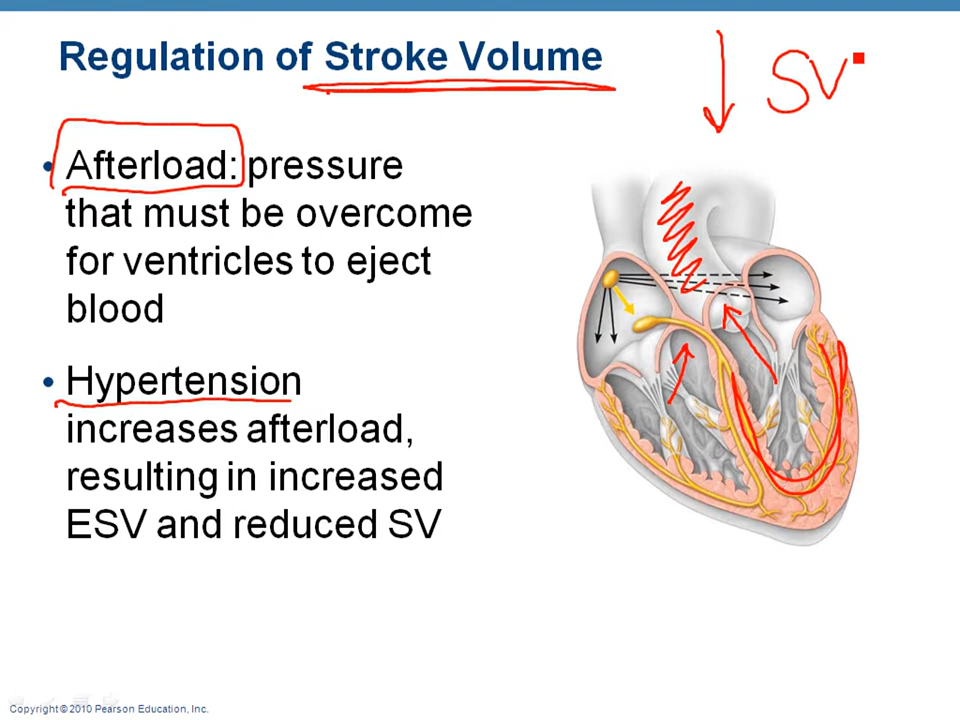 Regulation of Stroke Volume
↓ SV
• Afterload: pressure
that must be overcome
for ventricles to eject
blood
• Hypertension
increases afterload,
resulting in increased
ESV and reduced SV
Copyright © 2010 Pearson Education, Inc.